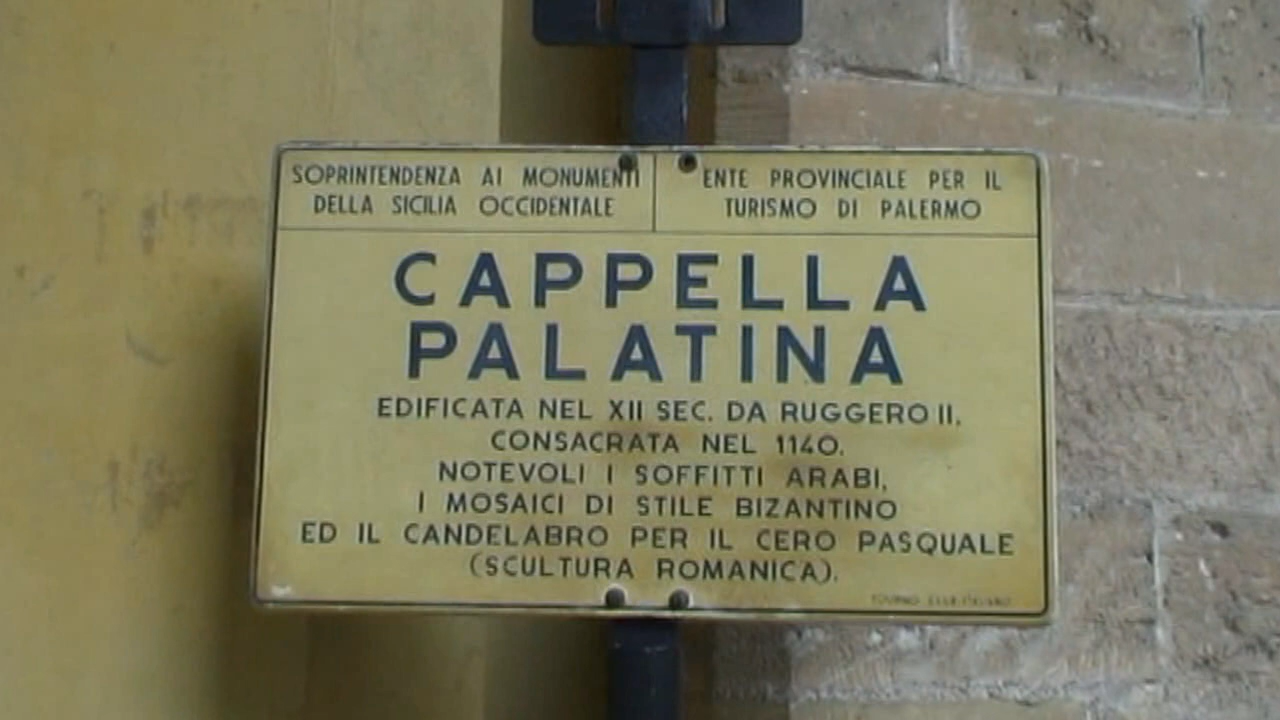 SOPRINTENDENZA AI MONUMENTI
DELLA SICILIA OCCIDENTALE
ENTE PROVINCIALE PER IL
TURISMO DI PALERMO
CAPPELLA
PALATINA
EDIFICATA NEL XII SEC. DA RUGGERO II.
CONSACRATA NEL 1140.
NOTEVOLI I SOFFITTI ARABI,
I MOSAICI DI STILE BIZANTINO
ED IL CANDELABRO PER IL CERO PASQUALE
(SCULTURA ROMANICA).